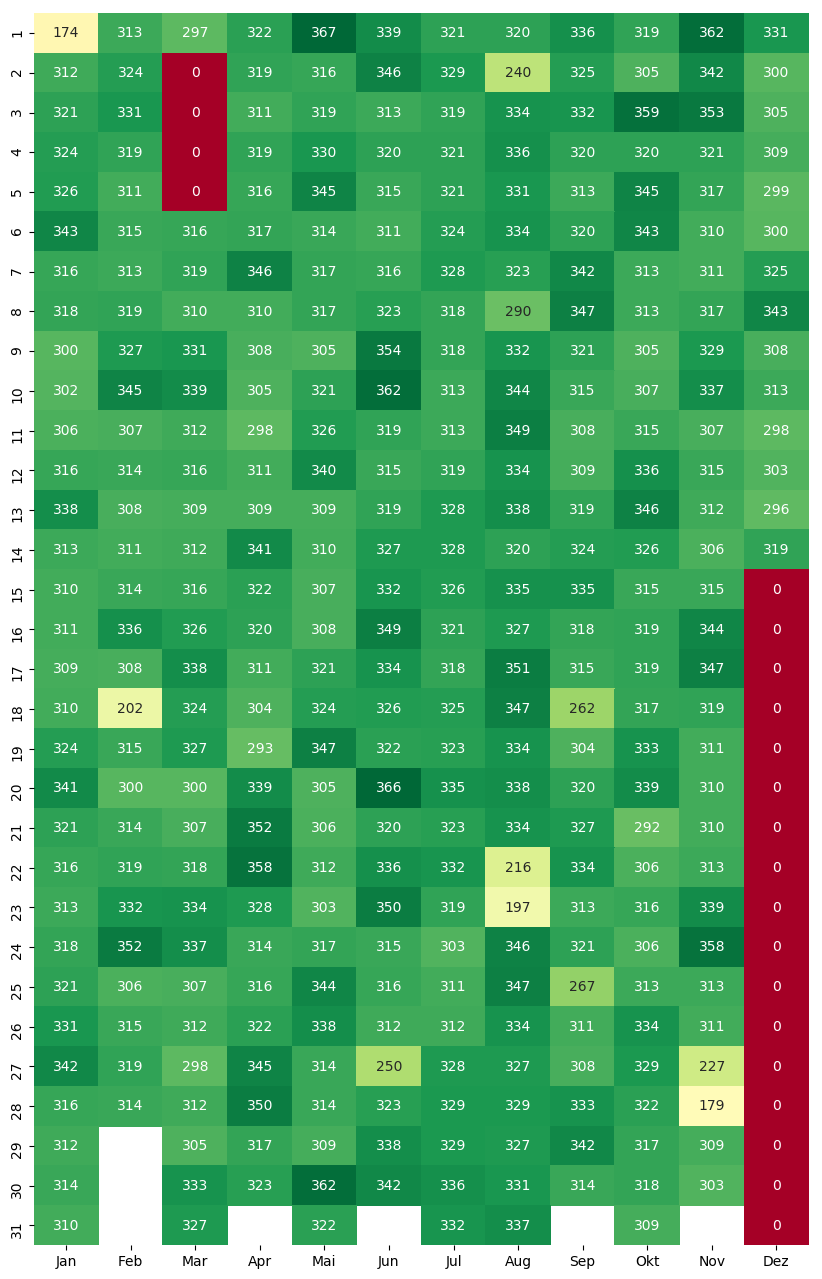 1 174 313 297 322 367 339 321 320 336 319 362 331
2 312 324 0 319 316 346 329 240 325 305 342 300
3 321 331 0 311 319 313 319 334 332 359 353 305
4 324 319 0 319 330 320 321 336 320 320 321 309
5 326 311 0 316 345 315 321 331 313 345 317 299
6 343 315 316 317 314 311 324 334 320 343 310 300
7 316 313 319 346 317 316 328 323 342 313 311 325
8 318 319 310 310 317 323 318 290 347 313 317 343
9 300 327 331 308 305 354 318 332 321 305 329 308
10 302 345 339 305 321 362 313 344 315 307 337 313
11 306 307 312 298 326 319 313 349 308 315 307 298
12 316 314 316 311 340 315 319 334 309 336 315 303
13 338 308 309 309 309 319 328 338 319 346 312 296
14 313 311 312 341 310 327 328 320 324 326 306 319
15 310 314 316 322 307 332 326 335 335 315 315 0
16 311 336 326 320 308 349 321 327 318 319 344 0
17 309 308 338 311 321 334 318 351 315 319 347 0
18 310 202 324 304 324 326 325 347 262 317 319 0
19 324 315 327 293 347 322 323 334 304 333 311 0
20 341 300 300 339 305 366 335 338 320 339 310 0
21 321 314 307 352 306 320 323 334 327 292 310 0
22 316 319 318 358 312 336 332 216 334 306 313 0
23 313 332 334 328 303 350 319 197 313 316 339 0
24 318 352 337 314 317 315 303 346 321 306 358 0
25 321 306 307 316 344 316 311 347 267 313 313 0
26 331 315 312 322 338 312 312 334 311 334 311 0
27 342 319 298 345 314 250 328 327 308 329 227 0
28 316 314 312 350 314 323 329 329 333 322 179 0
29 312 305 317 309 338 329 327 342 317 309 0
30 314 333 323 362 342 336 331 314 318 303 0
31 310 327 322 332 337 309 0
Jan Feb Mar Apr Mai Jun Jul Aug Sep Okt Nov Dez